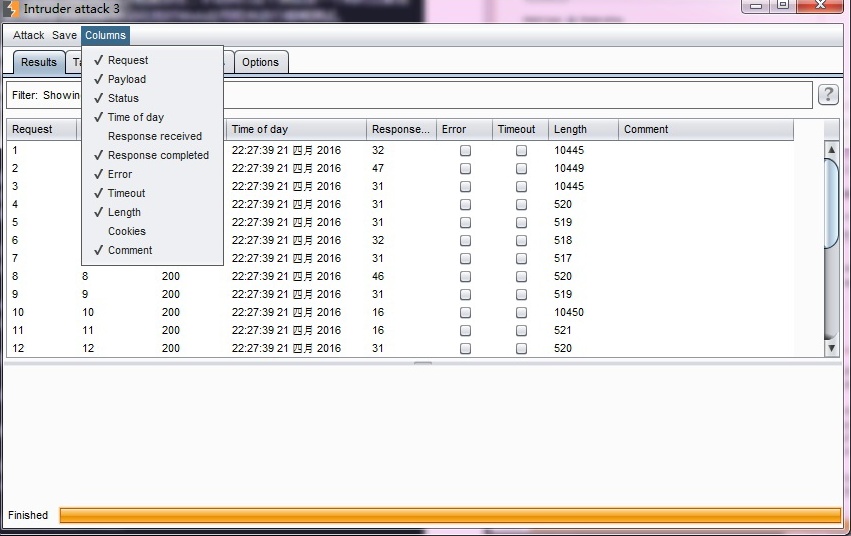 Intruder attack 3
Attack Save Columns
Request
Payload
Status
Time of day
Response received
Response completed
Error
Timeout
Length
Cookies
Comment
Results Ta Options
Filter: Showin
?
Request Time of day Response... Error Timeout Length Comment
1 22:27:39 21 四月 2016 32 10445
2 22:27:39 21 四月 2016 47 10449
3 22:27:39 21 四月 2016 31 10445
4 22:27:39 21 四月 2016 31 520
5 22:27:39 21 四月 2016 31 519
6 22:27:39 21 四月 2016 32 518
7 22:27:39 21 四月 2016 31 517
8 8 200 22:27:39 21 四月 2016 46 520
9 9 200 22:27:39 21 四月 2016 31 519
10 10 200 22:27:39 21 四月 2016 16 10450
11 11 200 22:27:39 21 四月 2016 16 521
12 12 200 22:27:39 21 四月 2016 31 520
Finished